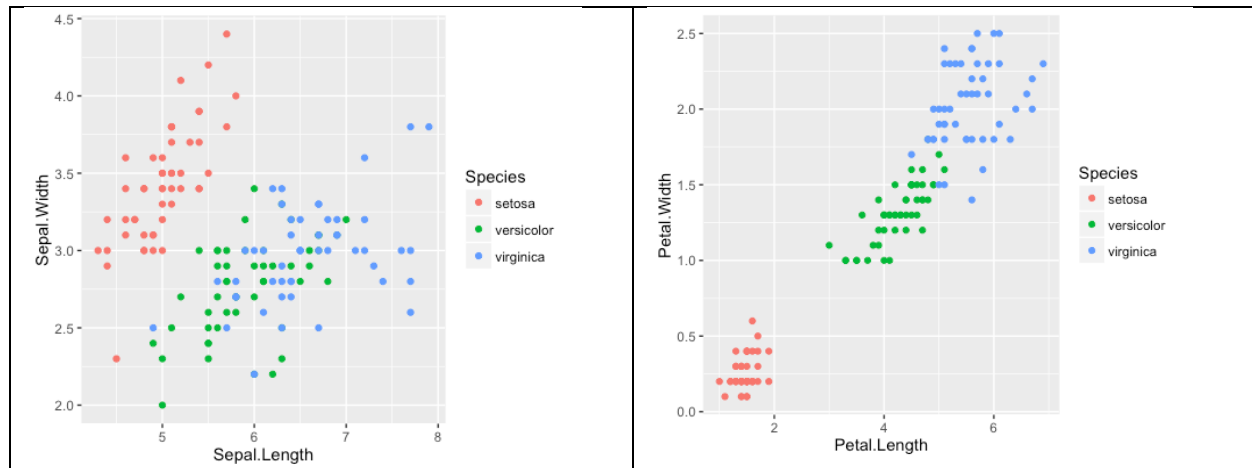 4.5
4.0
3.5
3.0
2.5
2.0
Sepal.Width
5
6
7
8
Sepal.Length
Species
setosa
versicolor
virginica
2.5
2.0
1.5
1.0
0.5
0.0
Petal.Width
2
4
6
Petal.Length
Species
setosa
versicolor
virginica